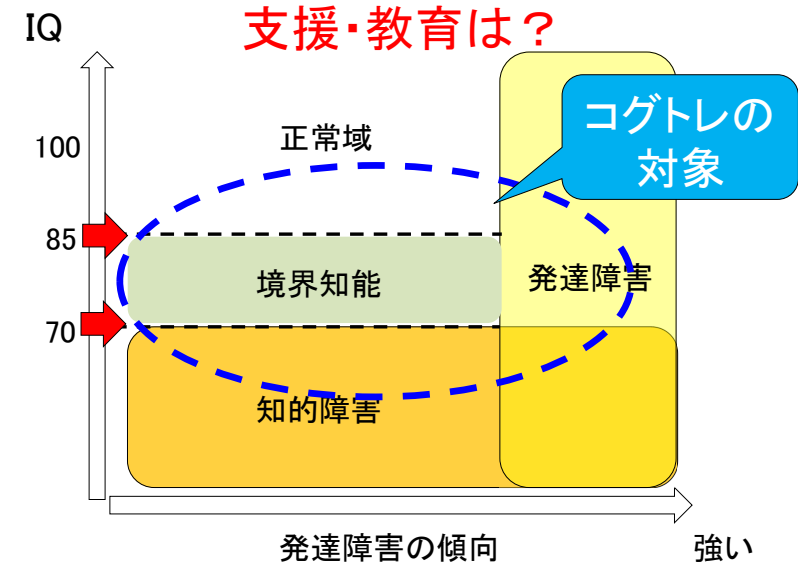 IQ
支援・教育は？
コグトレの
対象
100
正常域
85
境界知能
発達障害
70
知的障害
発達障害の傾向
強い